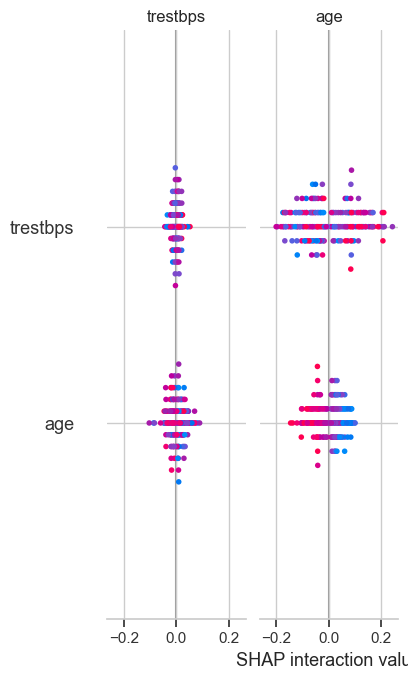 trestbps age
trestbps
age
−0.2 0.0 0.2 −0.2 0.0 0.2
SHAP interaction valu